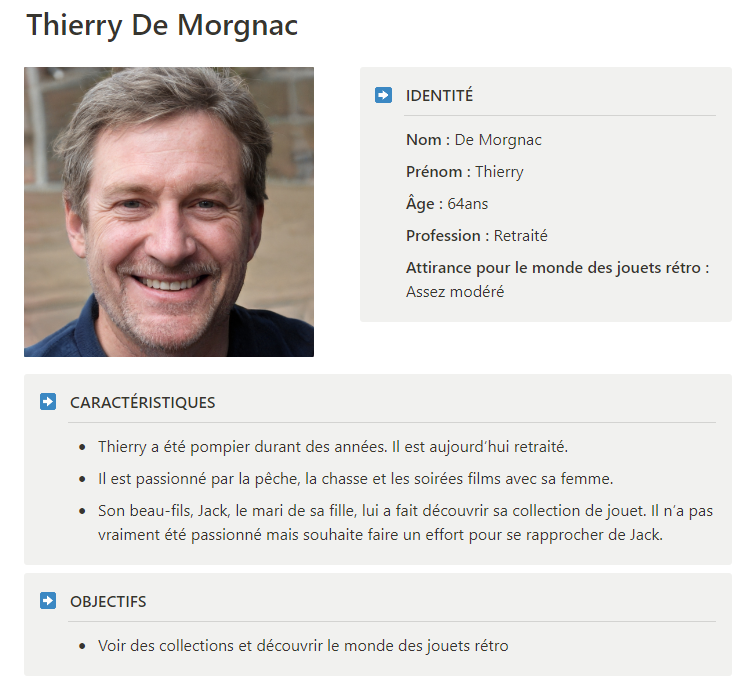 Thierry De Morgnac
IDENTITÉ
Nom : De Morgnac
Prénom : Thierry
Âge : 64ans
Profession : Retraité
Attirance pour le monde des jouets rétro :
Assez modéré
CARACTÉRISTIQUES
• Thierry a été pompier durant des années. Il est aujourd’hui retraité.
• Il est passionné par la pêche, la chasse et les soirées films avec sa femme.
• Son beau-fils, Jack, le mari de sa fille, lui a fait découvrir sa collection de jouet. Il n’a pas
vraiment été passionné mais souhaite faire un effort pour se rapprocher de Jack.
OBJECTIFS
• Voir des collections et découvrir le monde des jouets rétro